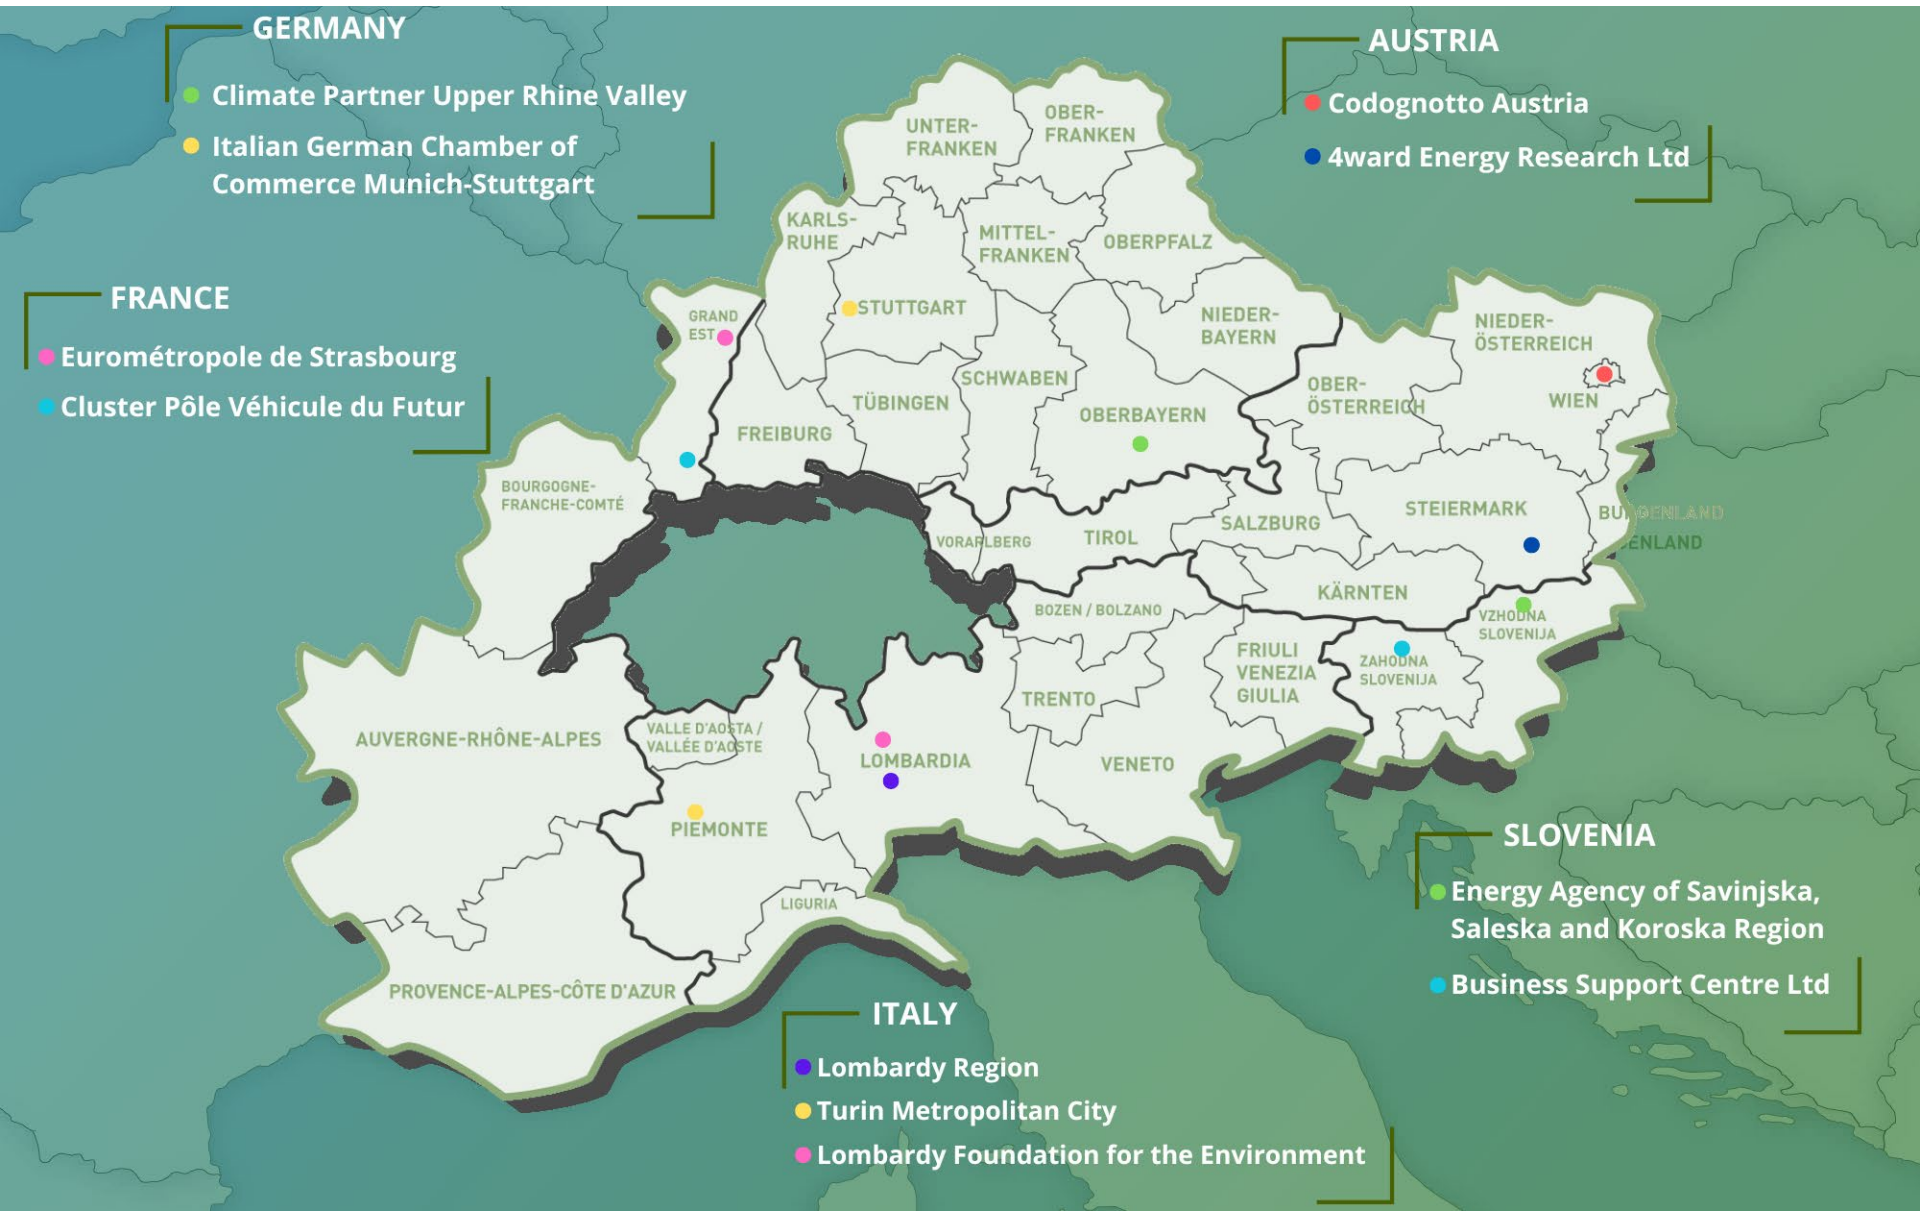 GERMANY
Climate Partner Upper Rhine Valley
Italian German Chamber of
Commerce Munich-Stuttgart
AUSTRIA
Codognotto Austria
4ward Energy Research Ltd
FRANCE
Eurométropole de Strasbourg
Cluster Pôle Véhicule du Futur
UNTER-
FRANKEN
OBER-
FRANKEN
KARLS-
RUHE
MITTEL-
FRANKEN
OBERPFALZ
GRAND
EST
STUTTGART
NIEDER-
BAYERN
NIEDER-
ÖSTERREICH
SCHWABEN
TÜBINGEN
OBER-
ÖSTERREICH
WIEN
OBERBAYERN
FREIBURG
BOURGOGNE-
FRANCHE-COMTÉ
STEIERMARK
BURGENLAND
ENLAND
SALZBURG
VORARLBERG
TIROL
KÄRNTEN
BOZEN / BOLZANO
VZHODNA
SLOVENIJA
FRIULI
VENEZIA
GIULIA
ZAHODNA
SLOVENIJA
TRENTO
AUVERGNE-RHÔNE-ALPES
VALLE D'AOSTA /
VALLÉE D'AOSTE
LOMBARDIA
VENETO
PIEMONTE
LIGURIA
PROVENCE-ALPES-CÔTE D'AZUR
SLOVENIA
Energy Agency of Savinjska,
Saleska and Koroska Region
Business Support Centre Ltd
ITALY
Lombardy Region
Turin Metropolitan City
Lombardy Foundation for the Environment